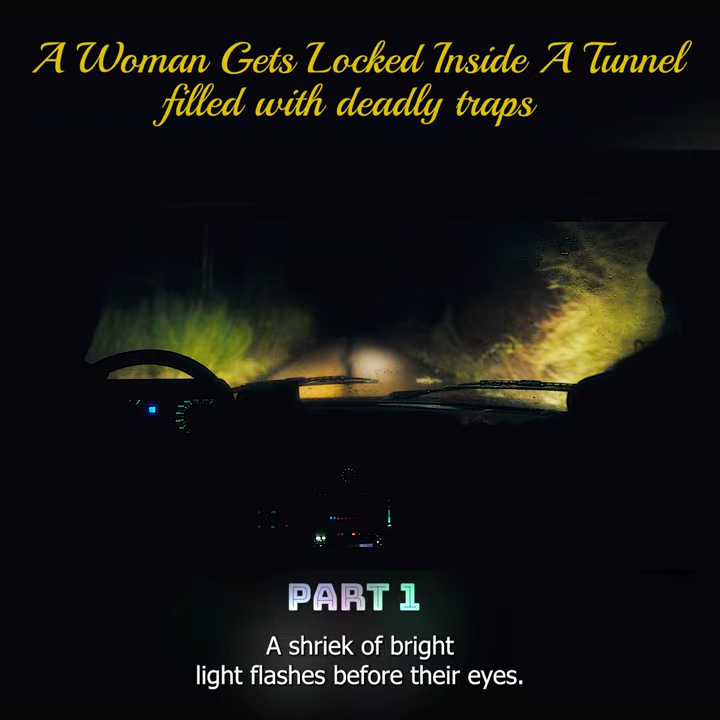 A Woman Gets Locked Inside A Tunnel
filled with deadly traps
PART 1
A shriek of bright
light flashes before their eyes.